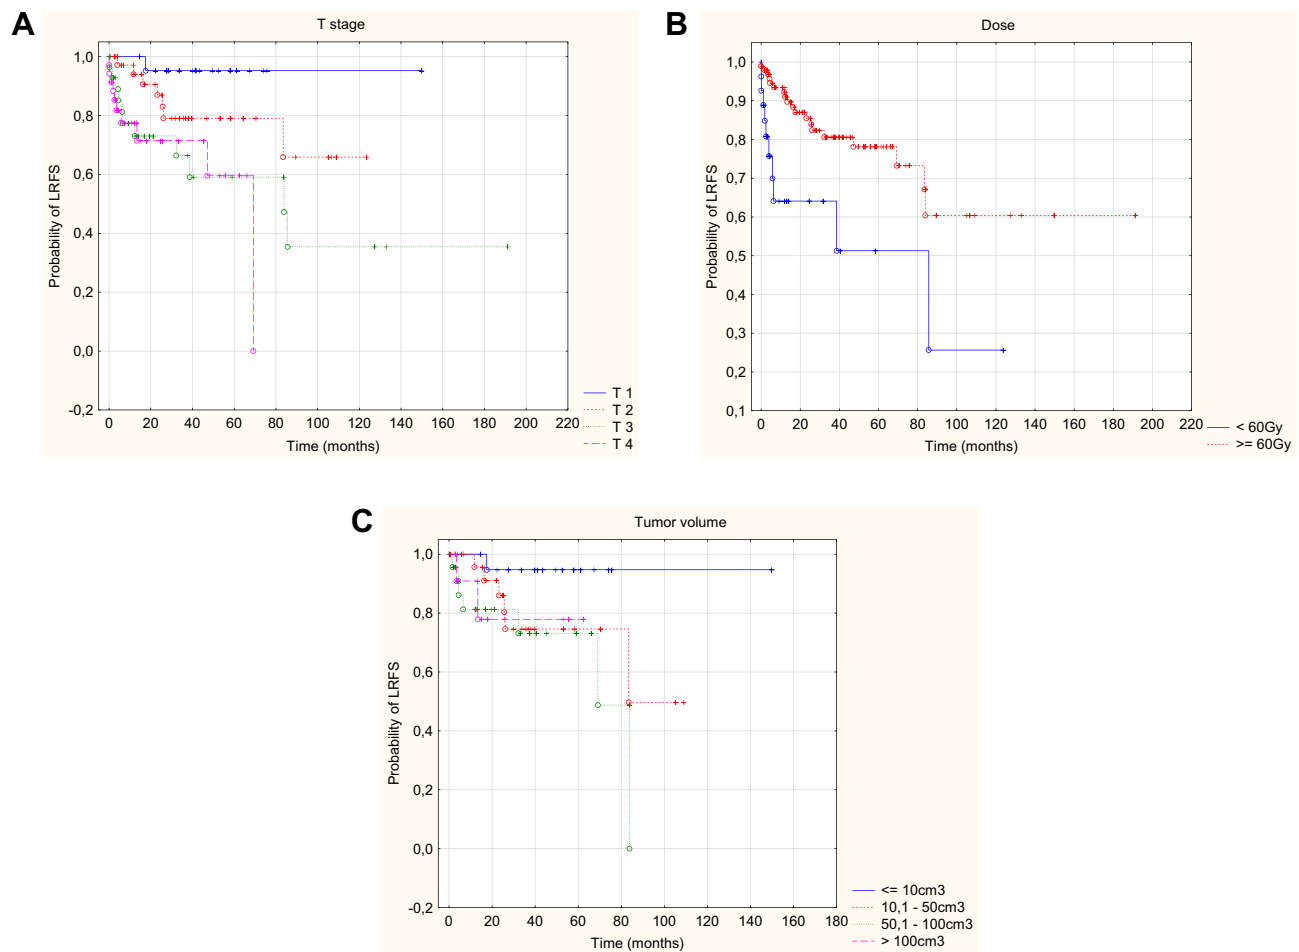 A
T stage
1,0
0,8
0,6
0,4
0,2
0,0
-0,2
Probability of LRFS
0 20 40 60 80 100 120 140 160 180 200 220
Time (months)
T 1
T 2
T 3
T 4
B
Dose
1,0
0,9
0,8
0,7
0,6
0,5
0,4
0,3
0,2
0,1
Probability of LRFS
0 20 40 60 80 100 120 140 160 180 200 220
Time (months)
< 60Gy
>= 60Gy
C
Tumor volume
1,0
0,8
0,6
0,4
0,2
0,0
-0,2
Probability of LRFS
0 20 40 60 80 100 120 140 160 180
Time (months)
<= 10cm3
10,1 - 50cm3
50,1 - 100cm3
> 100cm3